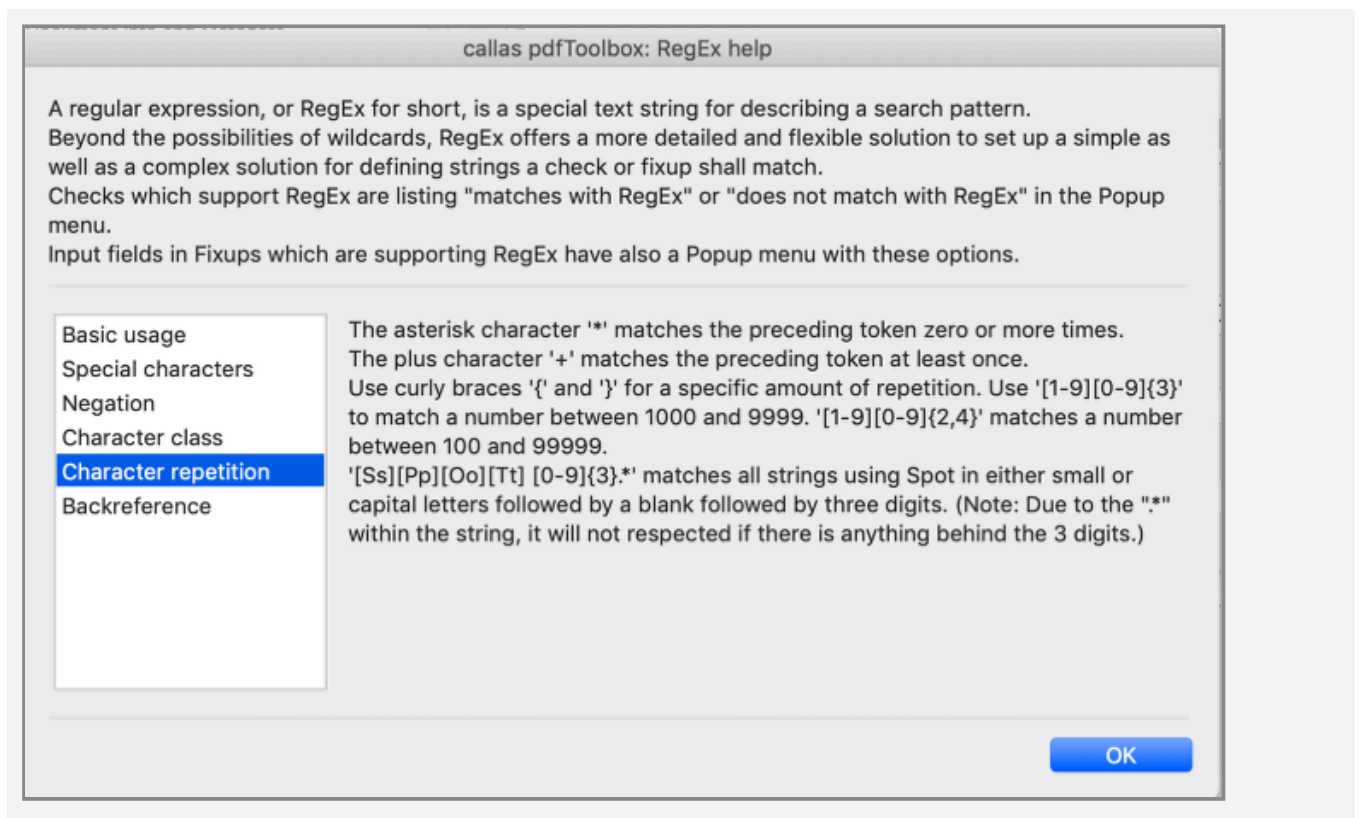 callas pdfToolbox: RegEx help
A regular expression, or RegEx for short, is a special text string for describing a search pattern.
Beyond the possibilities of wildcards, RegEx offers a more detailed and flexible solution to set up a simple as
well as a complex solution for defining strings a check or fixup shall match.
Checks which support RegEx are listing "matches with RegEx" or "does not match with RegEx" in the Popup
menu.
Input fields in Fixups which are supporting RegEx have also a Popup menu with these options.
Basic usage
Special characters
Negation
Character class
Character repetition
Backreference
The asterisk character '*' matches the preceding token zero or more times.
The plus character '+' matches the preceding token at least once.
Use curly braces '{' and '}' for a specific amount of repetition. Use '[1-9][0-9]{3}'
to match a number between 1000 and 9999. '[1-9][0-9]{2,4}' matches a number
between 100 and 99999.
'[Ss][Pp][Oo][Tt] [0-9]{3}.*' matches all strings using Spot in either small or
capital letters followed by a blank followed by three digits. (Note: Due to the ".*"
within the string, it will not respected if there is anything behind the 3 digits.)
OK